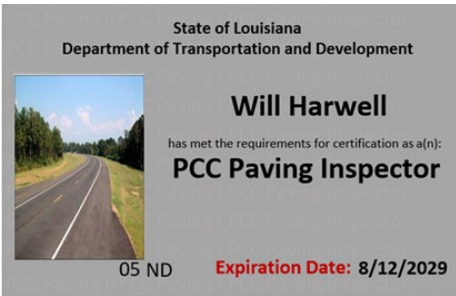 State of Louisiana
Department of Transportation and Development
Will Harwell
has met the requirements for certification as a(n):
PCC Paving Inspector
05 ND
Expiration Date: 8/12/2029